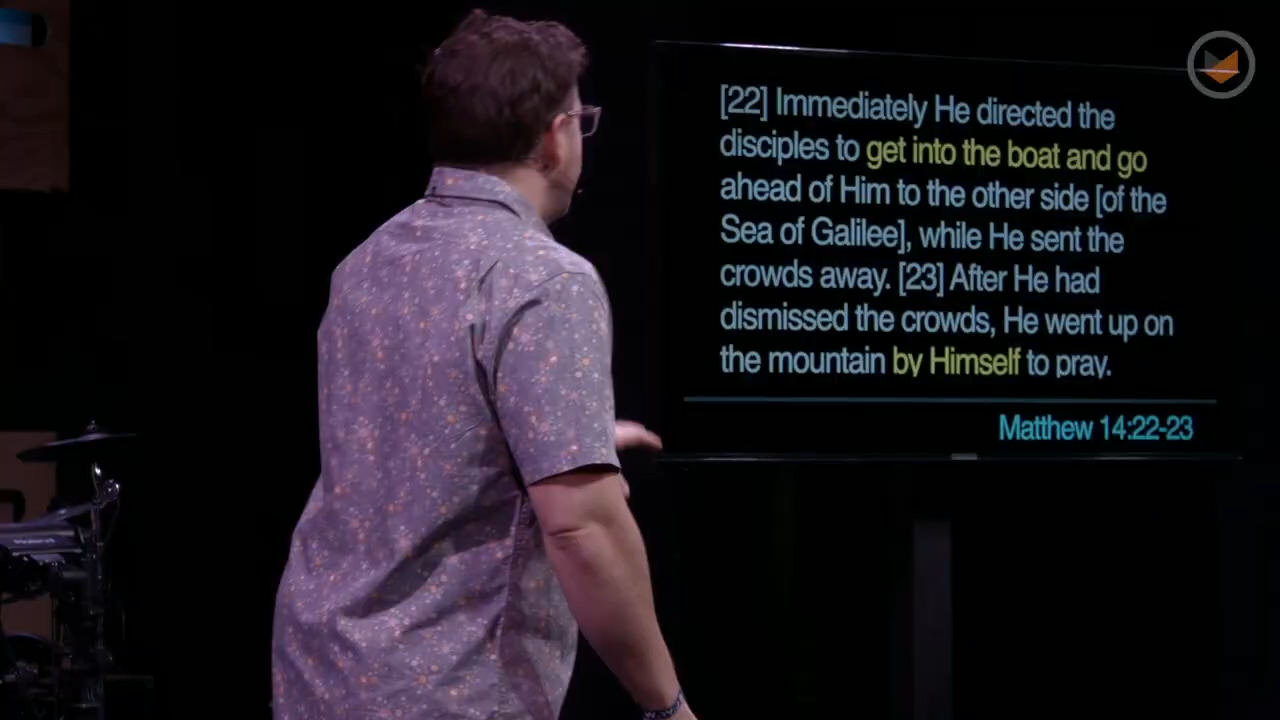 [22] Immediately He directed the
disciples to get into the boat and go
ahead of Him to the other side [of the
Sea of Galilee], while He sent the
crowds away. [23] After He had
dismissed the crowds, He went up on
the mountain by Himself to pray.
Matthew 14:22-23
Roland